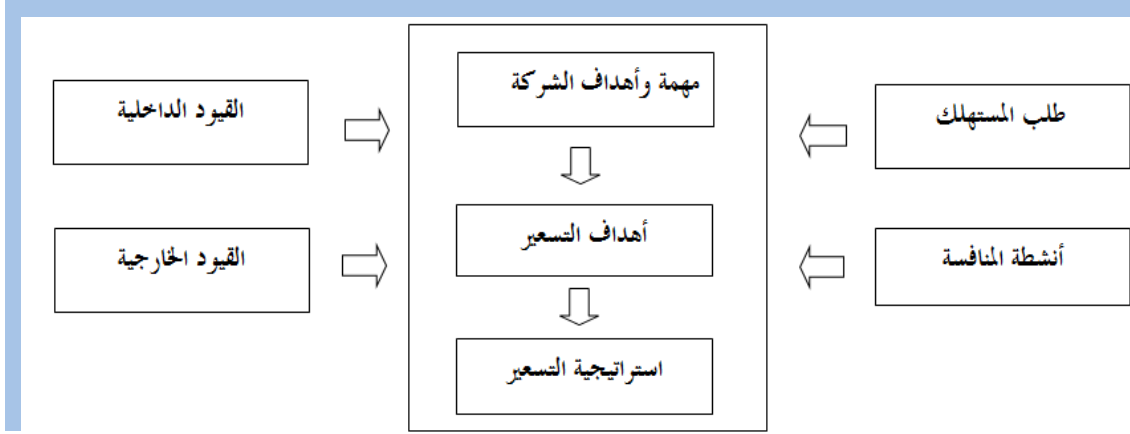 مهمة وأهداف الشركة
القيود الداخلية
طلب المستهلك
أهداف التسعير
القيود الخارجية
أنشطة المنافسة
استراتيجية التسعير